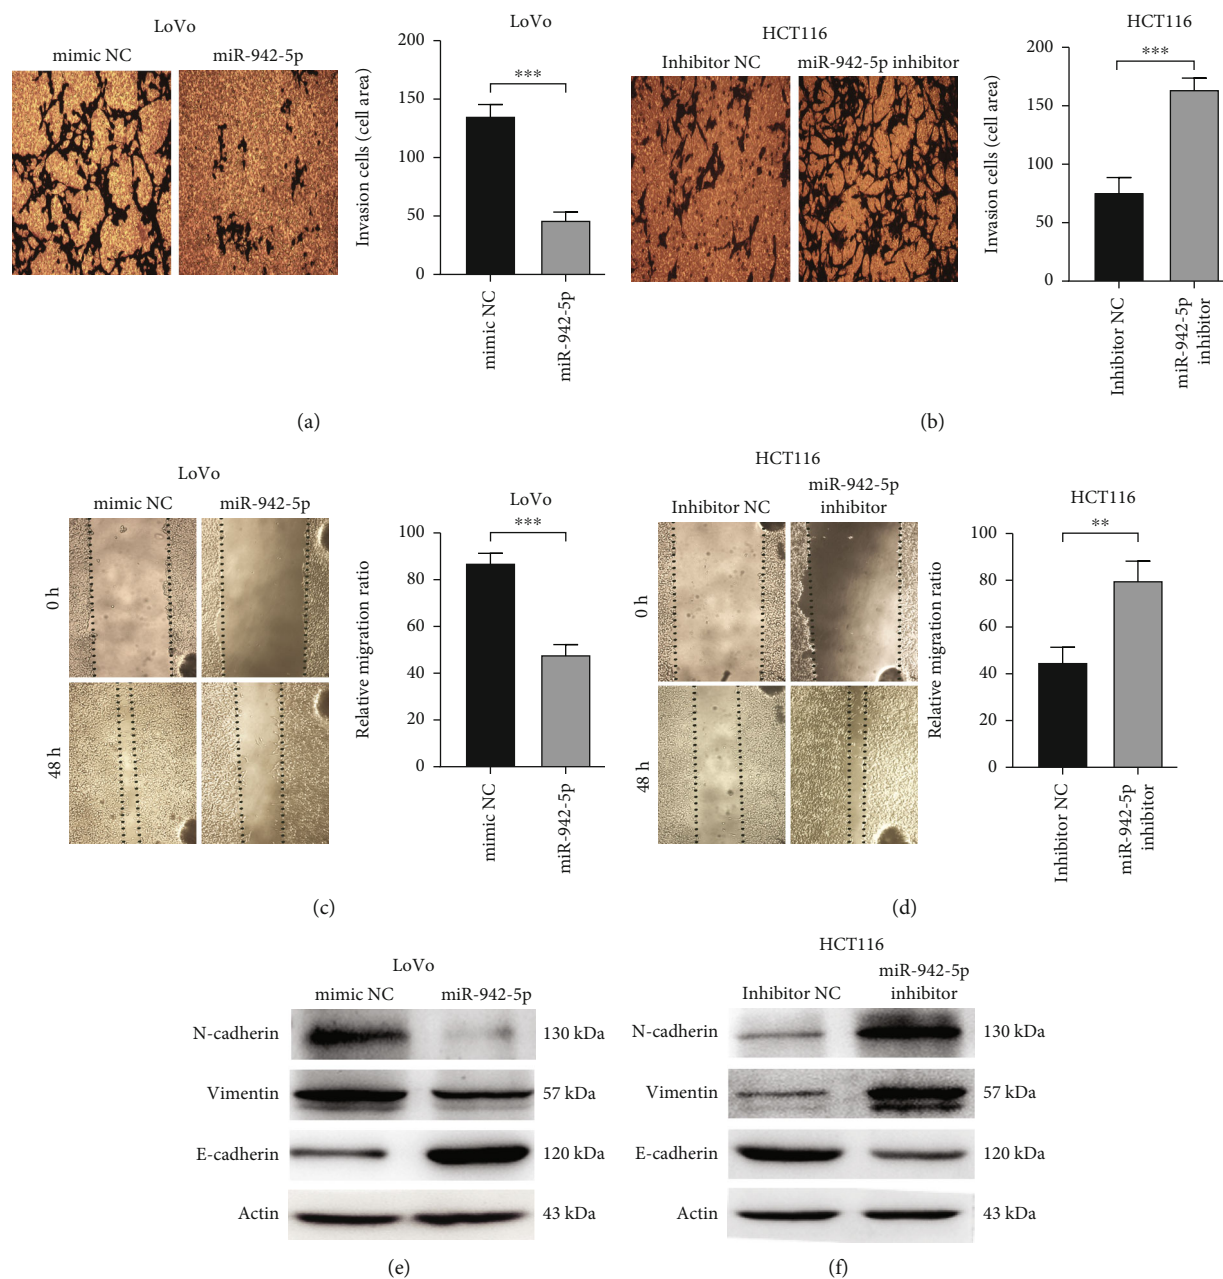 LoVo
mimic NC
miR-942-5p
LoVo
200
150
100
50
0
Invasion cells (cell area)
***
mimic NC
miR-942-5p
(a)
HCT116
Inhibitor NC
miR-942-5p inhibitor
HCT116
200
150
100
50
0
Invasion cells (cell area)
***
Inhibitor NC
miR-942-5p
inhibitor
(b)
LoVo
mimic NC
miR-942-5p
0 h
48 h
LoVo
100
80
60
40
20
0
Relative migration ratio
***
mimic NC
miR-942-5p
(c)
HCT116
Inhibitor NC
miR-942-5p
inhibitor
0 h
48 h
HCT116
100
80
60
40
20
0
Relative migration ratio
**
Inhibitor NC
miR-942-5p
inhibitor
(d)
LoVo
mimic NC
miR-942-5p
N-cadherin
130 kDa
Vimentin
57 kDa
E-cadherin
120 kDa
Actin
43 kDa
(e)
HCT116
Inhibitor NC
miR-942-5p
inhibitor
N-cadherin
130 kDa
Vimentin
57 kDa
E-cadherin
120 kDa
Actin
43 kDa
(f)